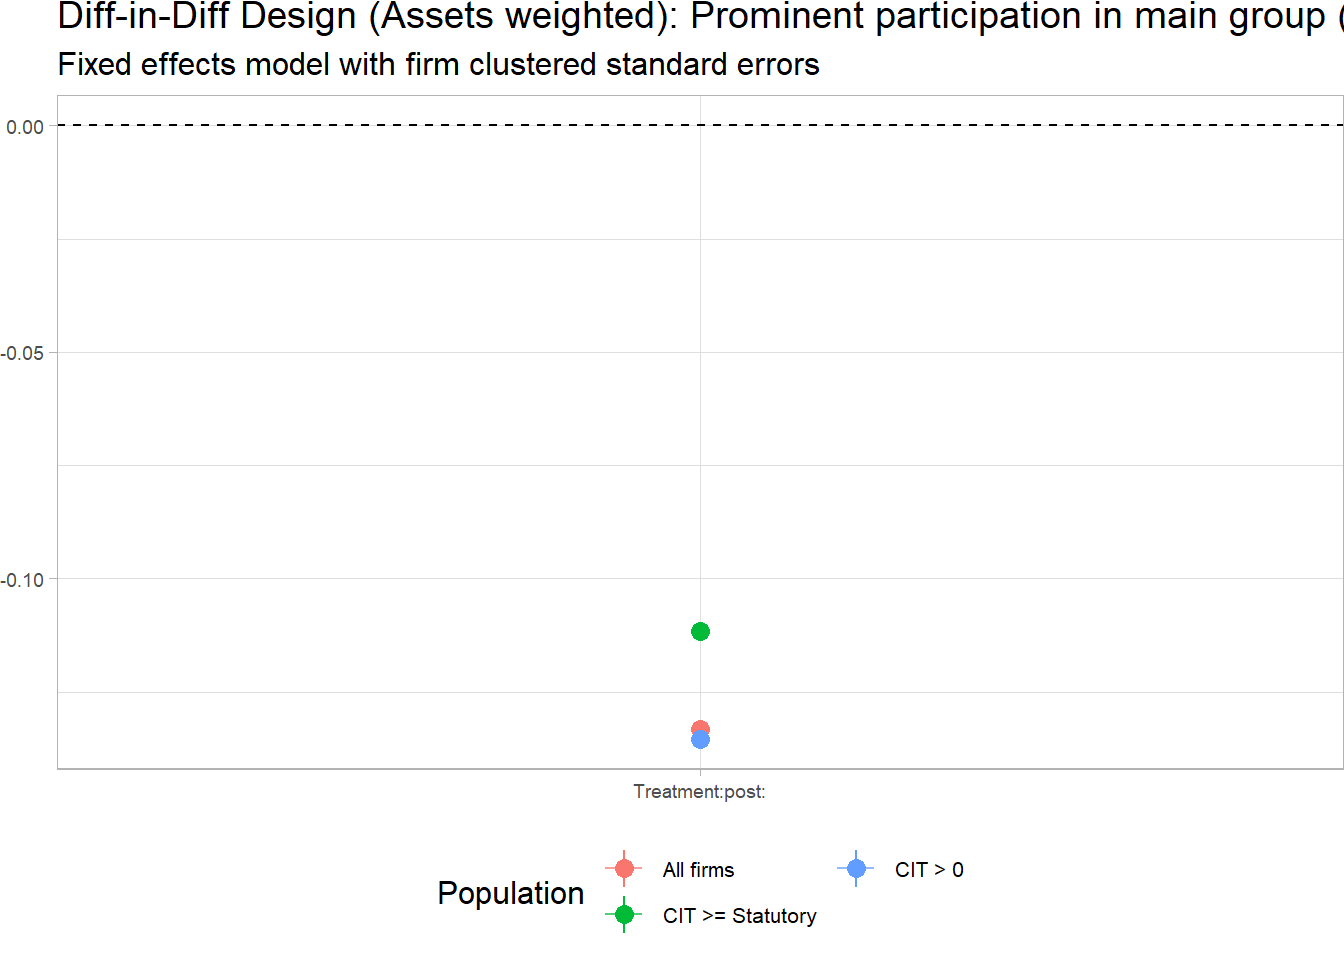 Diff-in-Diff Design (Assets weighted): Prominent participation in main group (
Fixed effects model with firm clustered standard errors
0.00
-0.05
-0.10
Treatment:post:
Population
All firms
CIT > 0
CIT >= Statutory